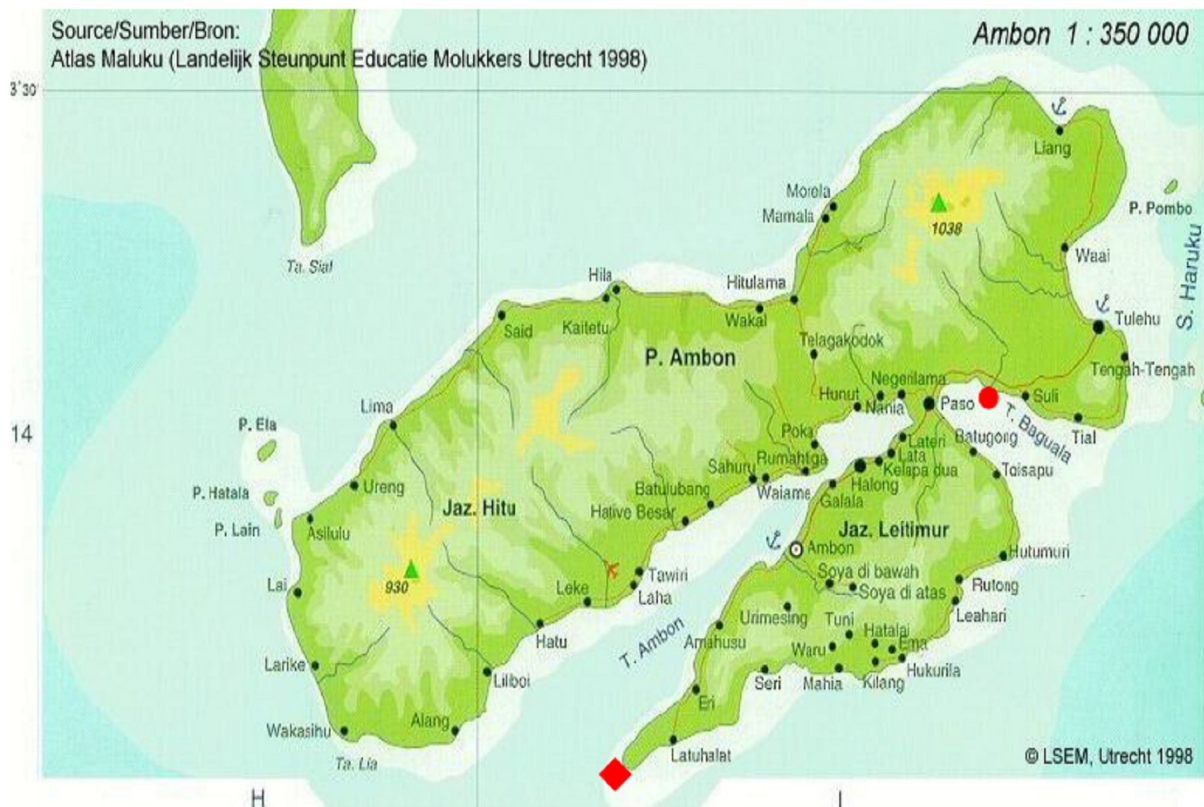 Source/Sumber/Bron:
Atlas Maluku (Landelijk Steunpunt Educatie Molukkers Utrecht 1998)
Ambon 1 : 350 000
3°30'
Liang
Morela
Mamala
1038
P. Pombo
Waai
S. Haruku
Ta. Sial
Hila
Hitulama
Kaitetu
Wakal
Said
Tulehu
P. Ambon
Telagakodok
Tengah-Tengah
Negerilama
Hunut
Nania
Paso
Suli
T. Baguala
Tial
Lima
P. Ela
14
Poka
Lateri
Batugong
Lata
Rumahtiga
Kelapa dua
Toisapu
Sahuru
Waiame
Halong
Galala
P. Hatala
Ureng
Batulubang
Jaz. Hitu
Hative Besar
P. Lain
Asilulu
Jaz. Leitimur
Ambon
Hutumuri
930
Tawiri
Soya di bawah
Soya di atas
Rutong
Lai
Leke
Laha
Leahari
Urimesing
Tuni
Hatalai
Amahusu
Hatu
T. Ambon
Waru
Ema
Larike
Liliboi
Seri
Mahia
Kilang
Hukurila
Eri
Wakasihu
Alang
Latuhalat
Ta. Lia
© LSEM, Utrecht 1998
H
I